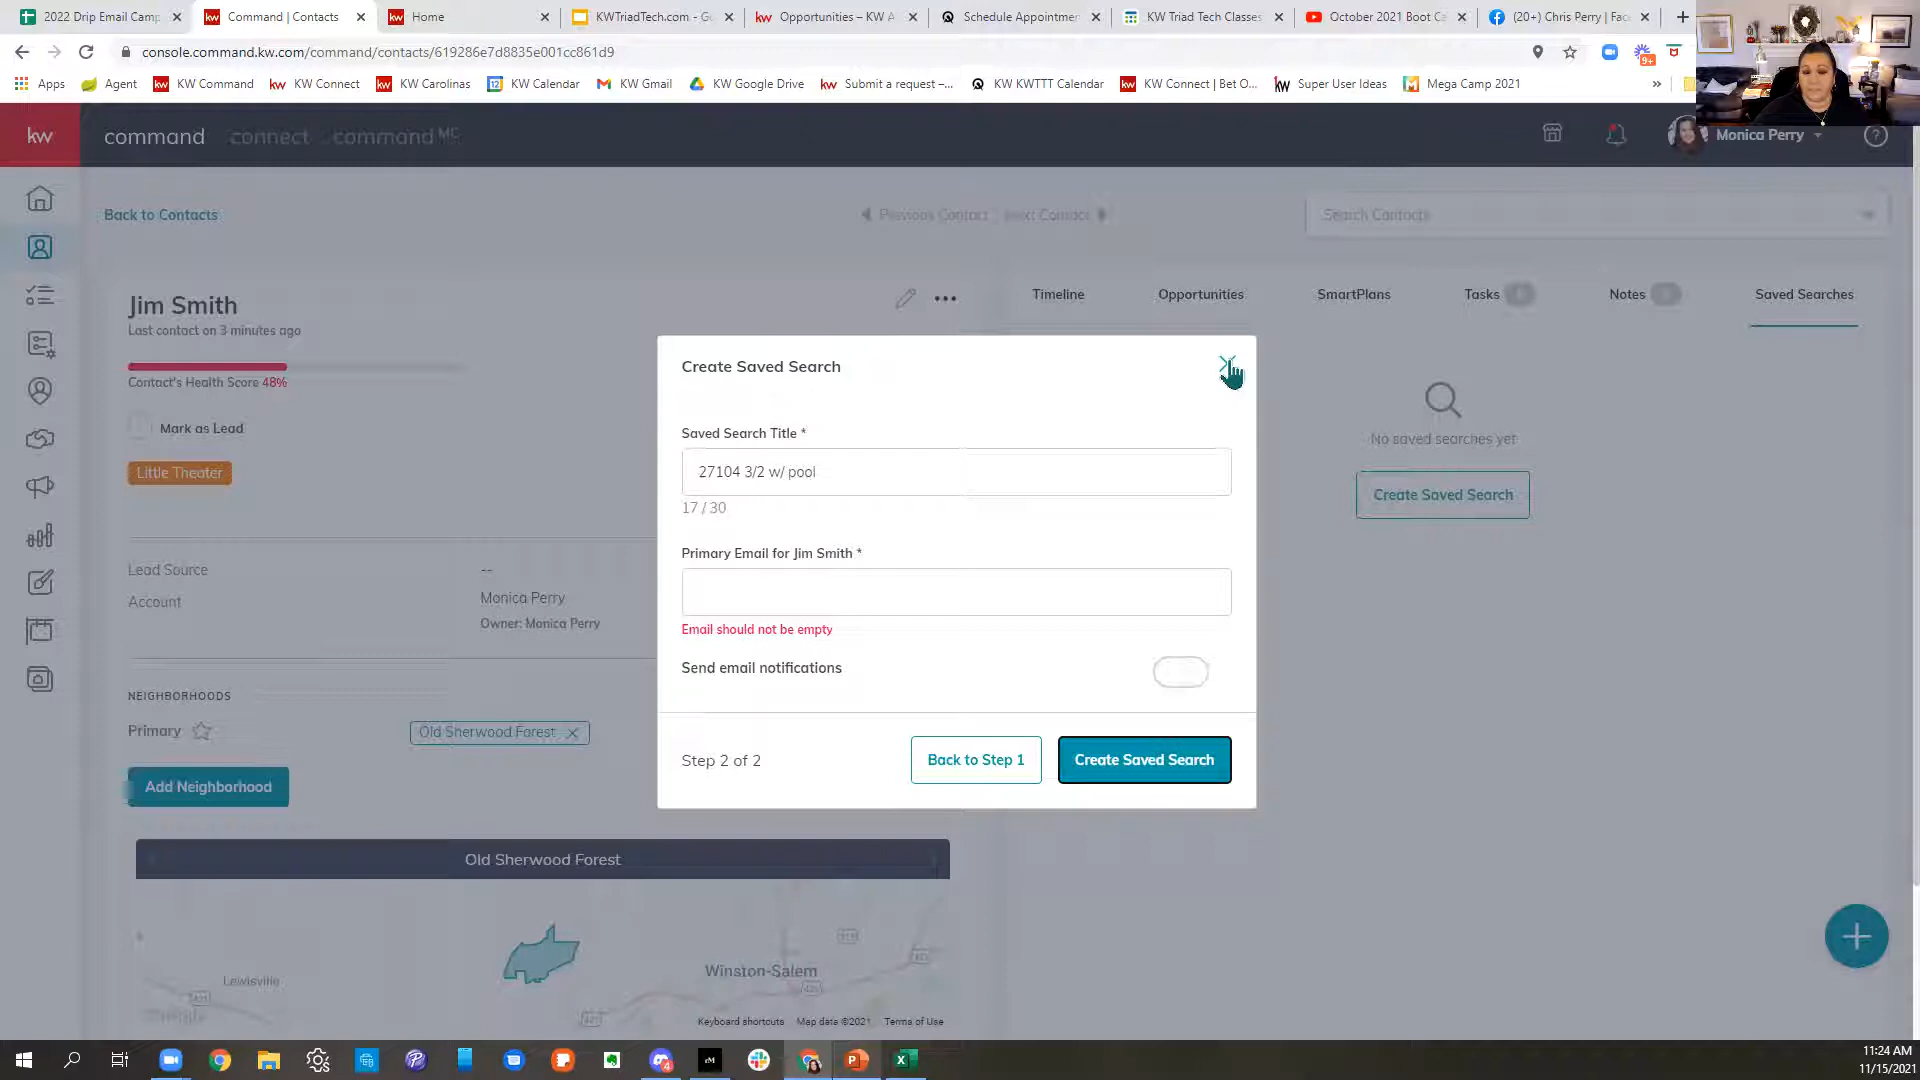 2022 Drip Email Camp
Command | Contacts
Home
KWTriadTech.com - Gu
Opportunities – KW A
Schedule Appointmen
KW Triad Tech Classes
October 2021 Boot Ca
(20+) Chris Perry | Fac
console.command.kw.com/command/contacts/619286e7d8835e001cc861d9
9+
Apps
Agent
KW Command
KW Connect
KW Carolinas
KW Calendar
KW Gmail
KW Google Drive
Submit a request –...
KW KWTTT Calendar
KW Connect | Bet O...
Super User Ideas
Mega Camp 2021
kw
command
connect
command MC
Monica Perry
Back to Contacts
Previous Contact
Next Contact
Search Contacts
Jim Smith
Last contact on 3 minutes ago
Contact's Health Score 48%
Mark as Lead
Little Theater
Lead Source
--
Account
Monica Perry
Owner: Monica Perry
NEIGHBORHOODS
Primary
Old Sherwood Forest
Add Neighborhood
Old Sherwood Forest
Lewisville
Winston-Salem
Keyboard shortcuts
Map data ©2021
Terms of Use
Timeline
Opportunities
SmartPlans
Tasks
Notes
Saved Searches
No saved searches yet
Create Saved Search
Create Saved Search
Saved Search Title *
27104 3/2 w/ pool
17 / 30
Primary Email for Jim Smith *
Email should not be empty
Send email notifications
Step 2 of 2
Back to Step 1
Create Saved Search
11:24 AM
11/15/2021